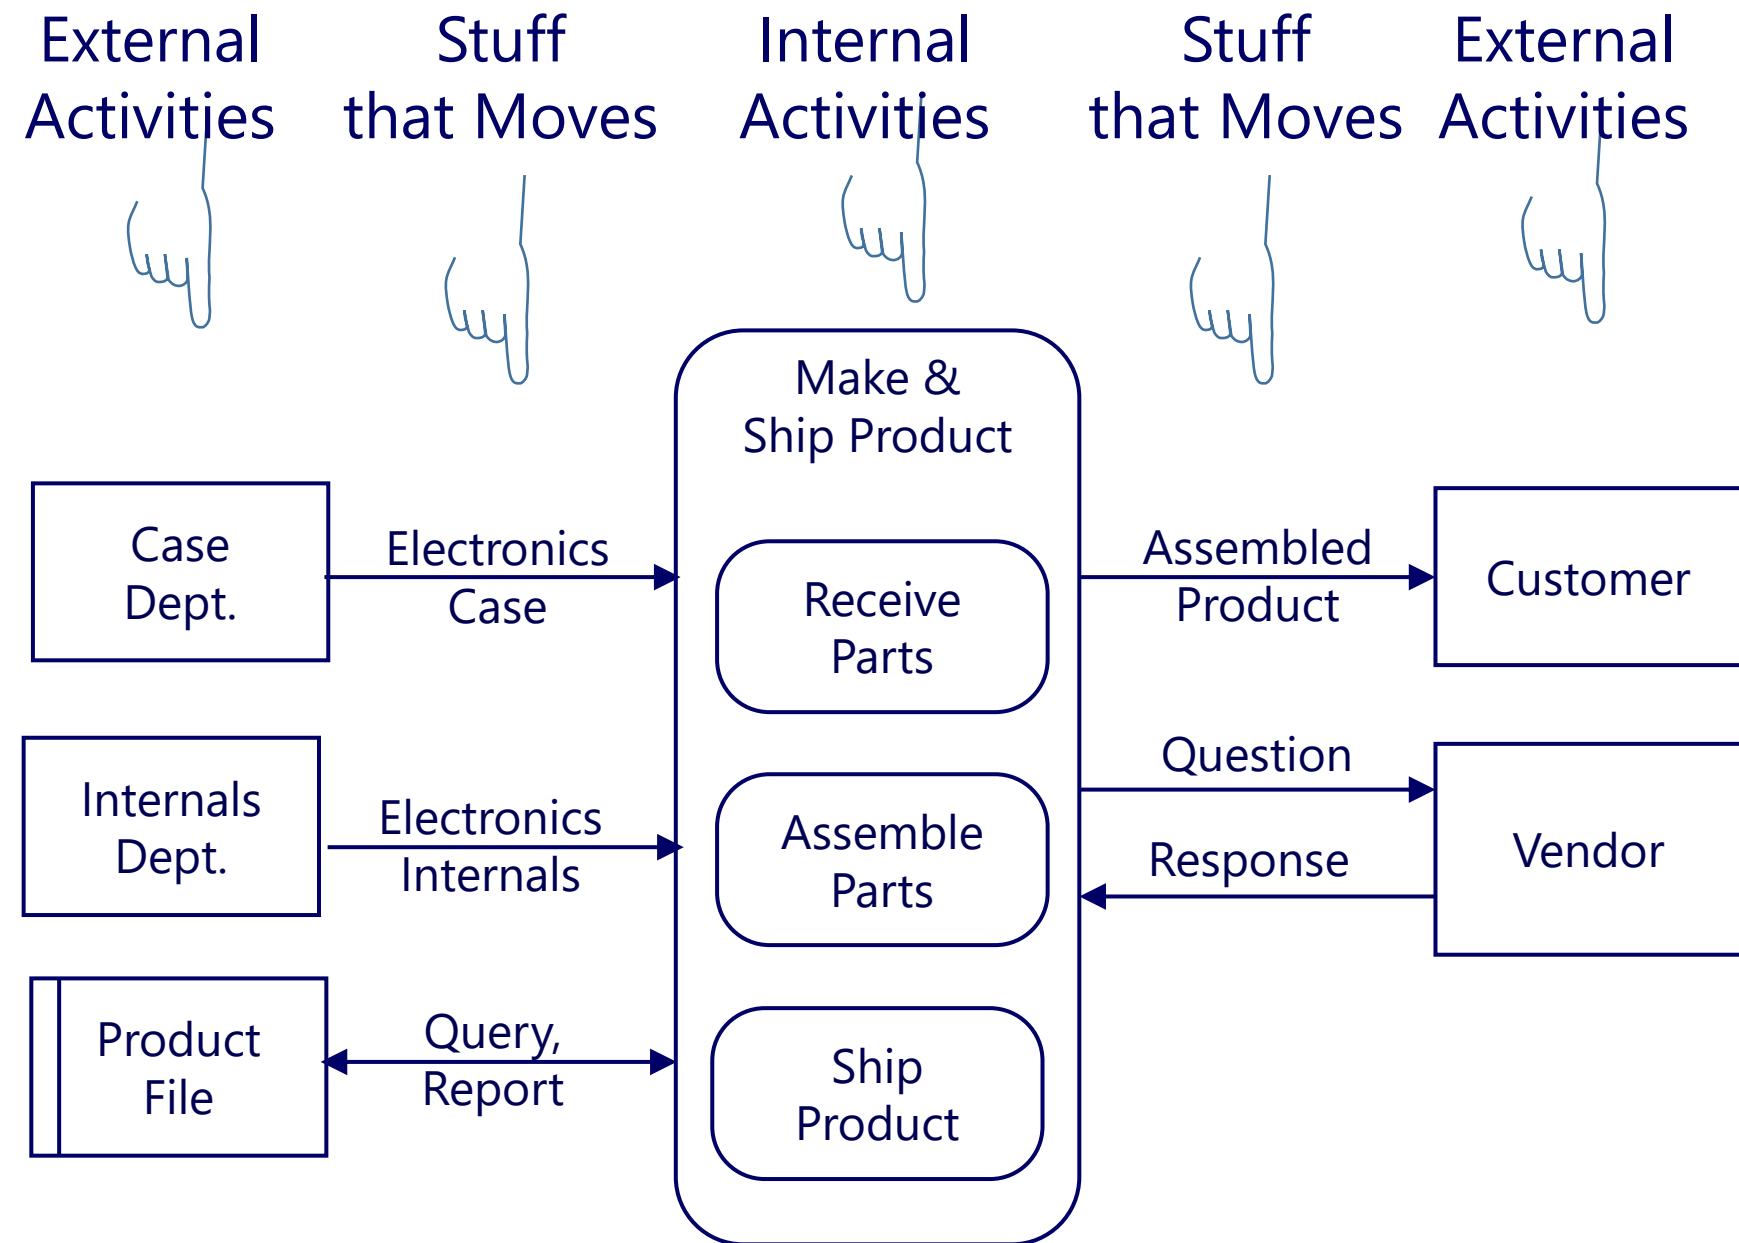 External
Activities
Stuff
that Moves
Internal
Activities
Stuff
that Moves
External
Activities
Make &
Ship Product
Case
Dept.
Electronics
Case
Receive
Parts
Assembled
Product
Customer
Internals
Dept.
Electronics
Internals
Assemble
Parts
Question
Response
Vendor
Product
File
Query,
Report
Ship
Product